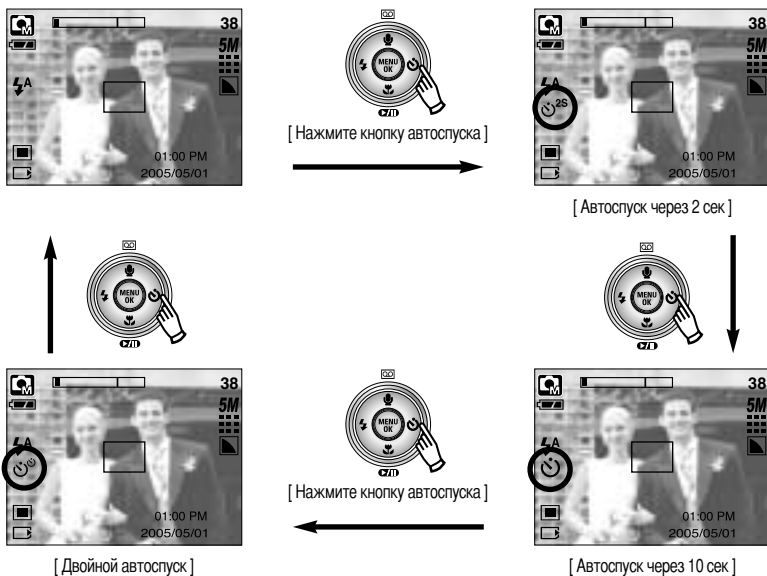 38
5M
A
01:00 PM
2005/05/01
MENU
OK
[ Нажмите кнопку автоспуска ]
38
5M
A
2S
01:00 PM
2005/05/01
[ Автоспуск через 2 сек ]
MENU
OK
MENU
OK
38
5M
A
01:00 PM
2005/05/01
[ Двойной автоспуск ]
MENU
OK
[ Нажмите кнопку автоспуска ]
38
5M
A
01:00 PM
2005/05/01
[ Автоспуск через 10 сек ]